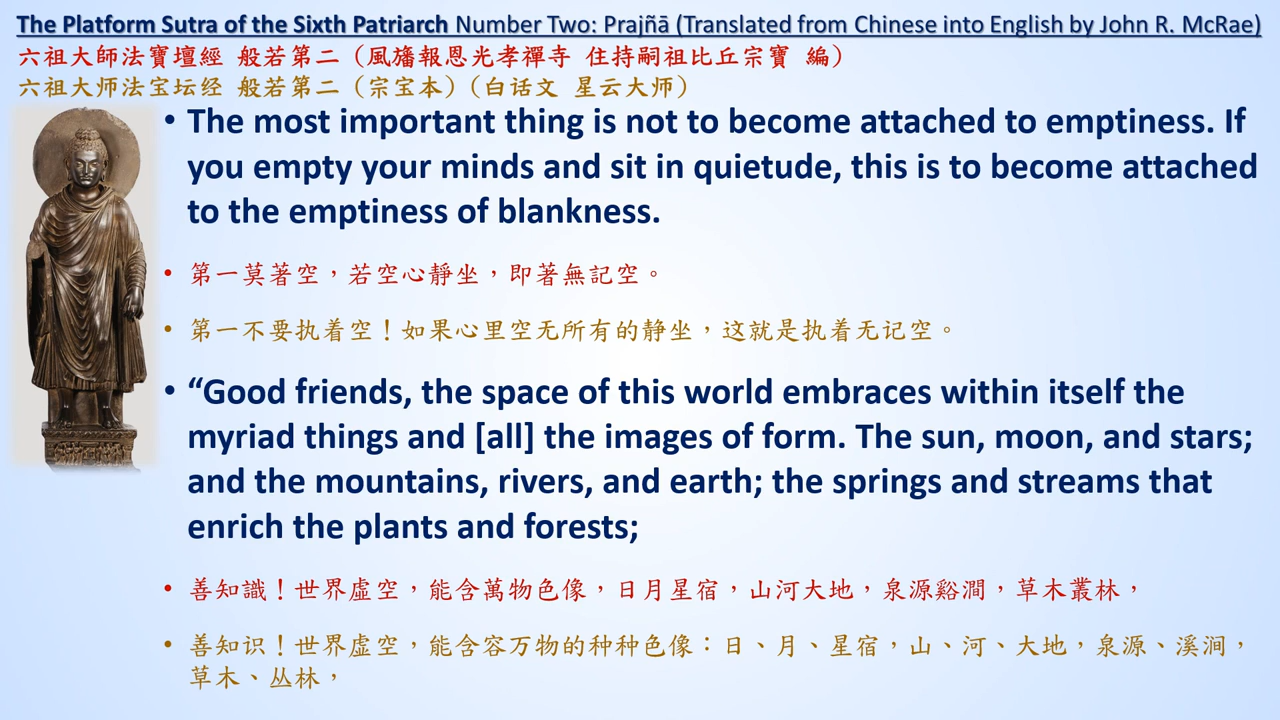 The Platform Sutra of the Sixth Patriarch Number Two: Prajñā (Translated from Chinese into English by John R. McRae)
六祖大師法寶壇經 般若第二（風旛報恩光孝禪寺 住持嗣祖比丘宗寶 編）
六祖大师法宝坛经 般若第二（宗宝本）（白话文 星云大师）
• The most important thing is not to become attached to emptiness. If
you empty your minds and sit in quietude, this is to become attached
to the emptiness of blankness.
• 第一莫著空，若空心靜坐，即著無記空。
• 第一不要执着空！如果心里空无所有的静坐，这就是执着无记空。
• “Good friends, the space of this world embraces within itself the
myriad things and [all] the images of form. The sun, moon, and stars;
and the mountains, rivers, and earth; the springs and streams that
enrich the plants and forests;
• 善知識！世界虛空，能含萬物色像，日月星宿，山河大地，泉源谿澗，草木叢林，
• 善知识！世界虚空，能含容万物的种种色像：日、月、星宿，山、河、大地，泉源、溪涧，
草木、丛林，